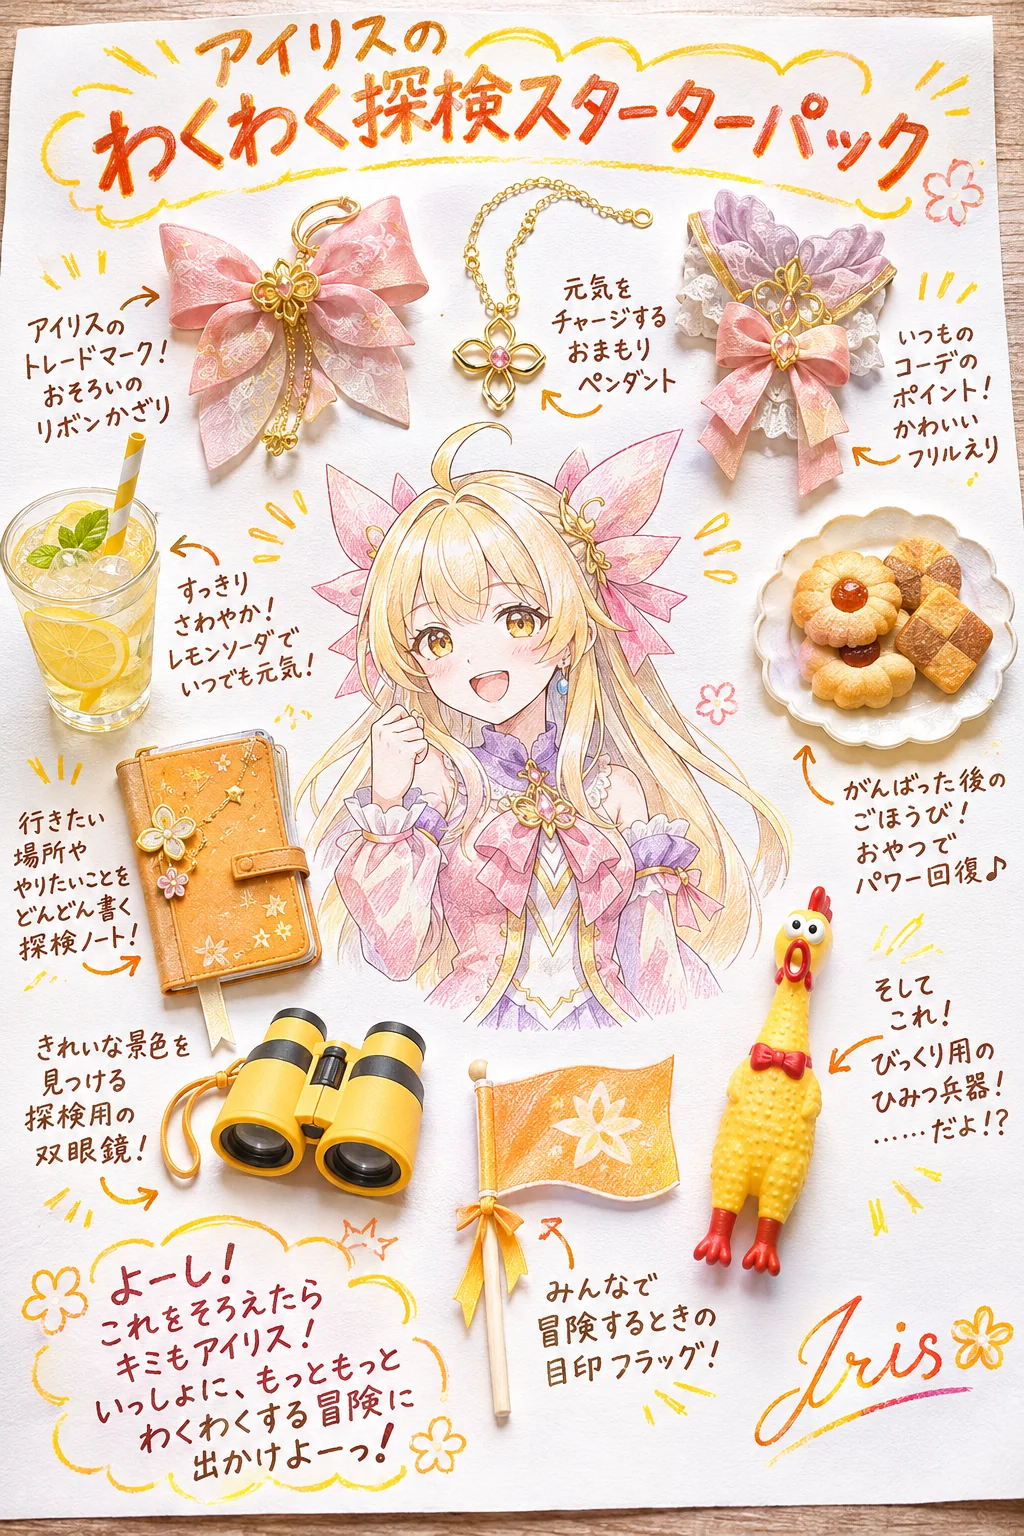 アイリスの
わくわく探検スターターパック
アイリスの
トレードマーク！
おそろいの
リボンかざり
元気を
チャージする
おまもり
ペンダント
いつもの
コーデの
ポイント！
かわいい
フリルえり
すっきり
さわやか！
レモンソーダで
いつでも元気！
がんばった後の
ごほうび！
おやつで
パワー回復♪
行きたい
場所や
やりたいことを
どんどん書く
探検ノート！
そして
これ！
びっくり用の
ひみつ兵器！
……だよ！？
きれいな景色を
見つける
探検用の
双眼鏡！
みんなで
冒険するときの
目印フラッグ！
よーし！
これをそろえたら
キミもアイリス！
いっしょに、もっともっと
わくわくする冒険に
出かけよーっ！
Iris